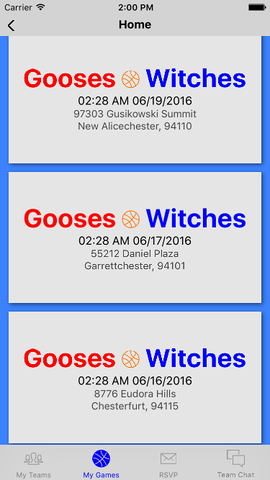 Carrier 2:00 PM
Home
Gooses Witches
02:28 AM 06/19/2016
97303 Gusikowski Summit
New Alicechester, 94110
Gooses Witches
02:28 AM 06/17/2016
55212 Daniel Plaza
Garrettchester, 94101
Gooses Witches
02:28 AM 06/16/2016
8776 Eudora Hills
Chesterfurt, 94115
My Teams My Games RSVP Team Chat